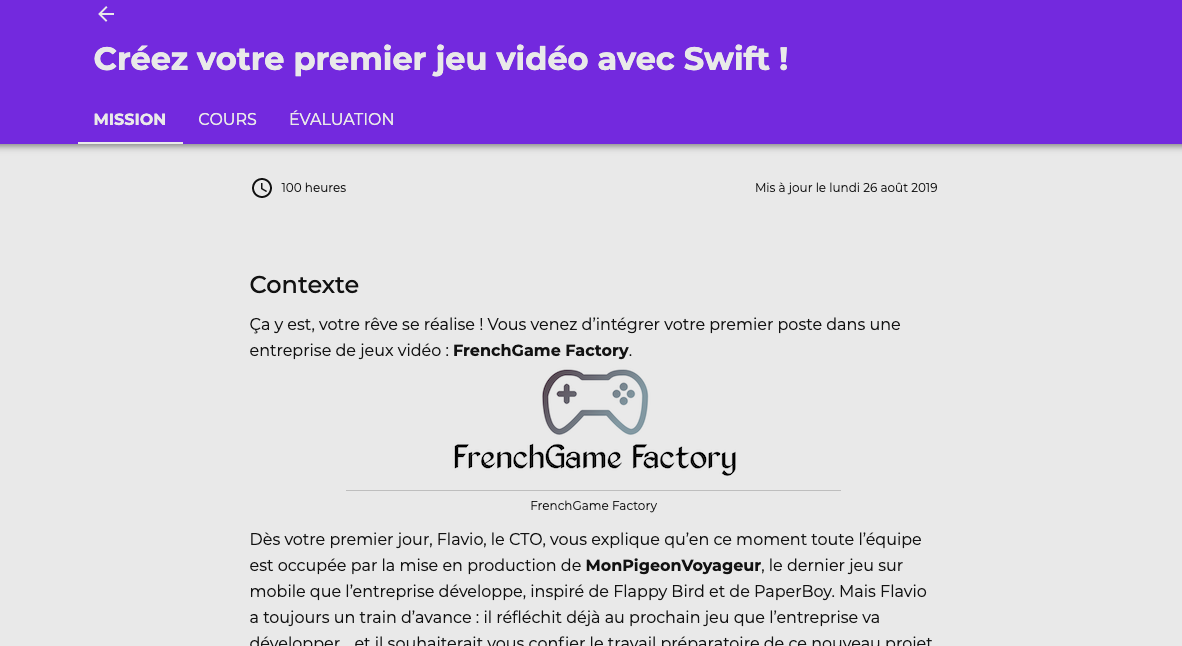 Créez votre premier jeu vidéo avec Swift !
MISSION COURS ÉVALUATION
100 heures Mis à jour le lundi 26 août 2019
Contexte
Ça y est, votre rêve se réalise ! Vous venez d’intégrer votre premier poste dans une
entreprise de jeux vidéo : FrenchGame Factory.
FrenchGame Factory
FrenchGame Factory
Dès votre premier jour, Flavio, le CTO, vous explique qu’en ce moment toute l’équipe
est occupée par la mise en production de MonPigeonVoyageur, le dernier jeu sur
mobile que l’entreprise développe, inspiré de Flappy Bird et de PaperBoy. Mais Flavio
a toujours un train d’avance : il réfléchit déjà au prochain jeu que l’entreprise va
développer... et il souhaiterait vous confier le travail préparatoire de ce nouveau projet